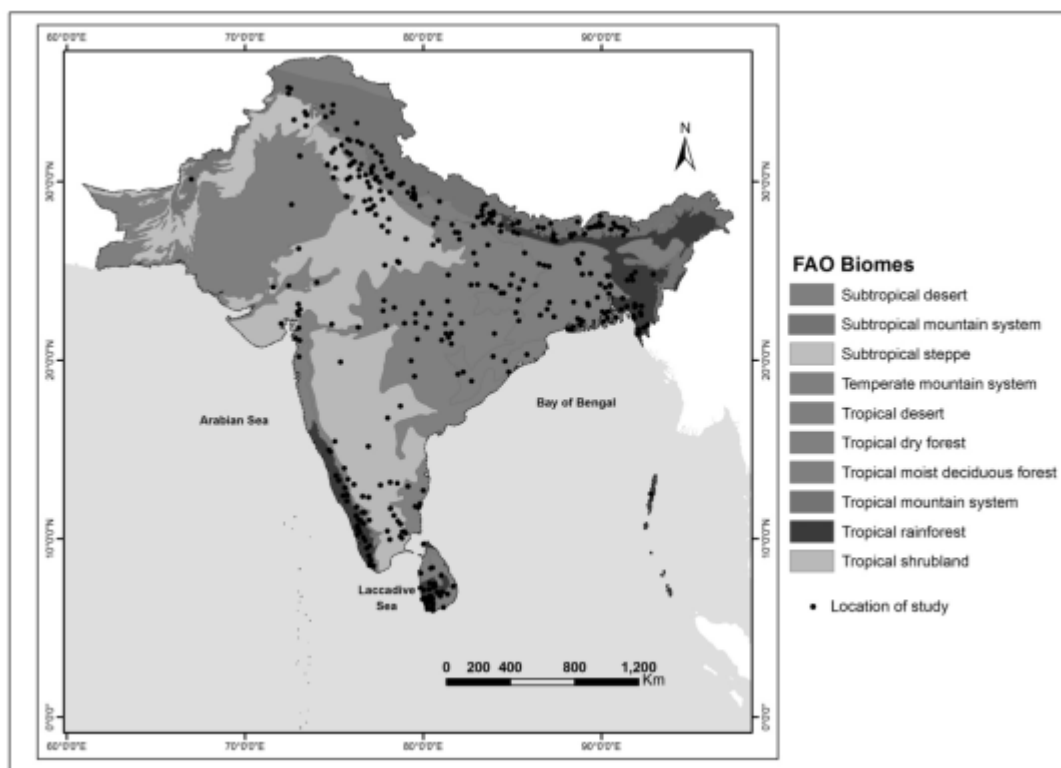 60°0'0"E 70°0'0"E 80°0'0"E 90°0'0"E
N
30°0'0"N 30°0'0"N
20°0'0"N 20°0'0"N
10°0'0"N 10°0'0"N
0°0'0" 0°0'0"
Arabian Sea
Bay of Bengal
Laccadive
Sea
0 200 400 800 1,200
Km
60°0'0"E 70°0'0"E 80°0'0"E 90°0'0"E
FAO Biomes
Subtropical desert
Subtropical mountain system
Subtropical steppe
Temperate mountain system
Tropical desert
Tropical dry forest
Tropical moist deciduous forest
Tropical mountain system
Tropical rainforest
Tropical shrubland
Location of study